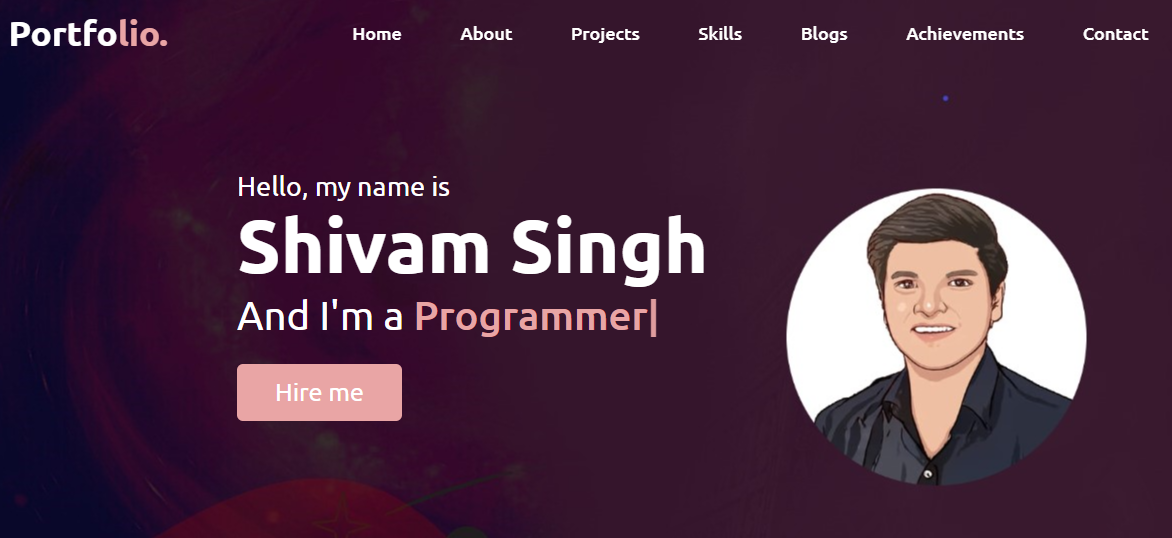 Portfolio.
Home About Projects Skills Blogs Achievements Contact
Hello, my name is
Shivam Singh
And I'm a Programmer|
Hire me